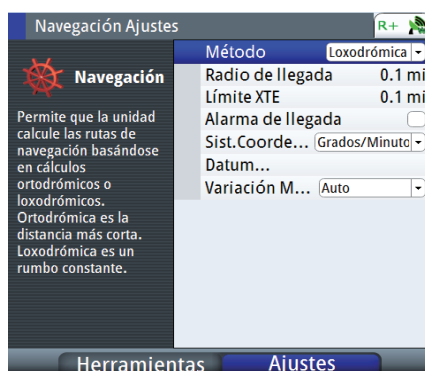 Navegación Ajustes
R+
Navegación
Permite que la unidad
calcule las rutas de
navegación basándose
en cálculos
ortodrómicos o
loxodrómicos.
Ortodrómica es la
distancia más corta.
Loxodrómica es un
rumbo constante.
Método Loxodrómica
Radio de llegada 0.1 mi
Límite XTE 0.1 mi
Alarma de llegada
Sist.Coorde... Grados/Minuto
Datum...
Variación M... Auto
Herramientas Ajustes